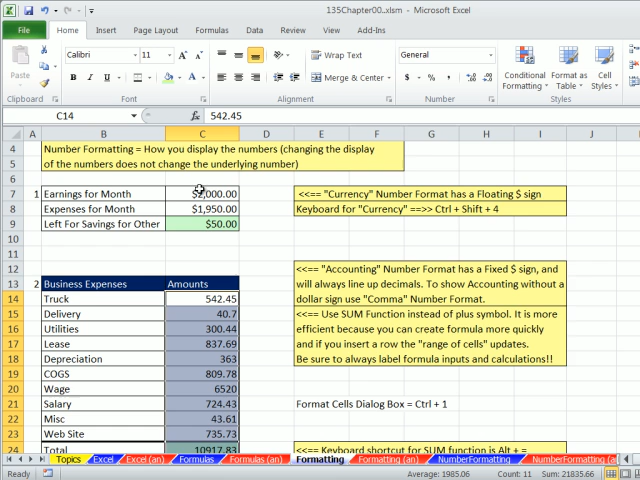 135Chapter00..xlsm - Microsoft Excel
File Home Insert Page Layout Formulas Data Review View Add-Ins
Calibri 11 Wrap Text General
Paste B I U A Merge & Center $ % , Conditional Formatting Format as Table Cell Styles
Clipboard Font Alignment Number Styles
C14 fx 542.45
A B C D E F G H I J
4 Number Formatting = How you display the numbers (changing the display
5 of the numbers does not change the underlying number)
6
7 1 Earnings for Month $2,000.00 <<== "Currency" Number Format has a Floating $ sign
8 Expenses for Month $1,950.00 Keyboard for "Currency" ==>> Ctrl + Shift + 4
9 Left For Savings for Other $50.00
10
11
12 <<== "Accounting" Number Format has a Fixed $ sign, and
13 2 Business Expenses Amounts will always line up decimals. To show Accounting without a
14 Truck 542.45 dollar sign use "Comma" Number Format.
15 Delivery 40.7 <<== Use SUM Function instead of plus symbol. It is more
16 Utilities 300.44 efficient because you can create formula more quickly
17 Lease 837.69 and if you insert a row the "range of cells" updates.
18 Depreciation 363 Be sure to always label formula inputs and calculations!!
19 COGS 809.78
20 Wage 6520
21 Salary 724.43 Format Cells Dialog Box = Ctrl + 1
22 Misc 43.61
23 Web Site 735.73
24 Total 10917.83 <<== Keyboard shortcut for SUM function is Alt + =
Topics Excel Excel (an) Formulas Formulas (an) Formatting Formatting (an) NumberFormatting NumberFormatting (an
Ready Average: 1985.06 Count: 11 Sum: 21835.66